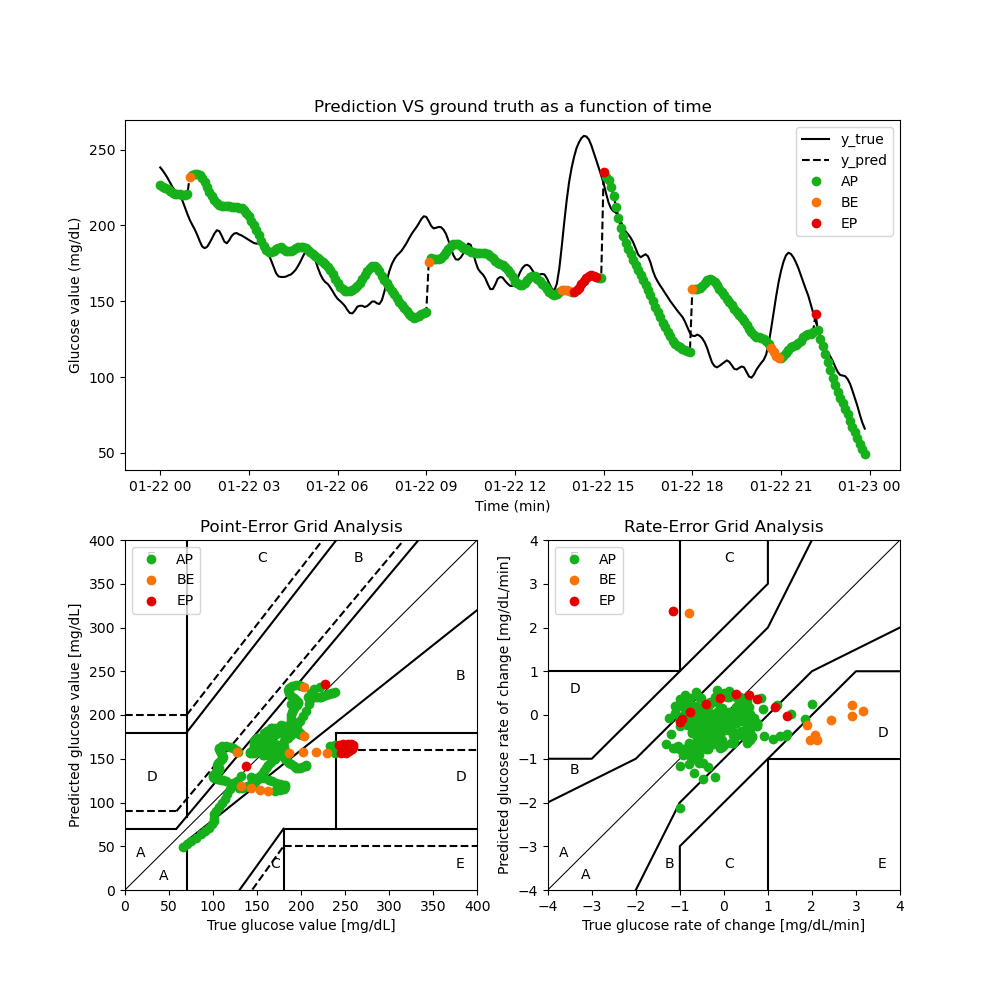 Prediction VS ground truth as a function of time
Glucose value (mg/dL)
250
200
150
100
50
y_true
y_pred
AP
BE
EP
01-22 00 01-22 03 01-22 06 01-22 09 01-22 12 01-22 15 01-22 18 01-22 21 01-23 00
Time (min)
Point-Error Grid Analysis
Predicted glucose value [mg/dL]
400
350
300
250
200
150
100
50
0
AP
BE
EP
C
B
B
D
D
A
A
C
E
0 50 100 150 200 250 300 350 400
True glucose value [mg/dL]
Rate-Error Grid Analysis
Predicted glucose rate of change [mg/dL/min]
4
3
2
1
0
−1
−2
−3
−4
AP
BE
EP
C
D
D
B
A
A
B
C
E
−4 −3 −2 −1 0 1 2 3 4
True glucose rate of change [mg/dL/min]